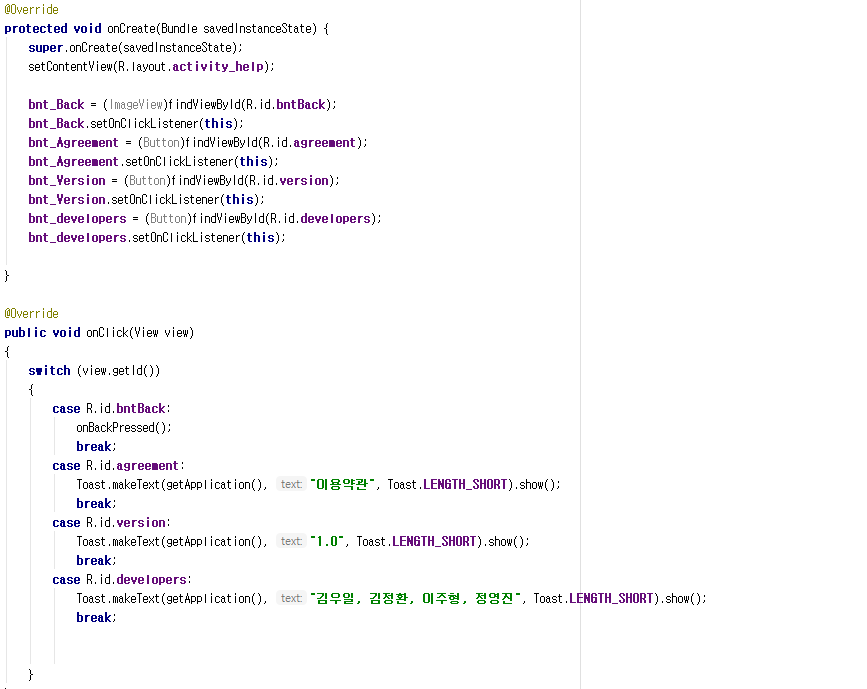 @Override
protected void onCreate(Bundle savedInstanceState) {
super.onCreate(savedInstanceState);
setContentView(R.layout.activity_help);
bnt_Back = (ImageView)findViewById(R.id.bntBack);
bnt_Back.setOnClickListener(this);
bnt_Agreement = (Button)findViewById(R.id.agreement);
bnt_Agreement.setOnClickListener(this);
bnt_Version = (Button)findViewById(R.id.version);
bnt_Version.setOnClickListener(this);
bnt_developers = (Button)findViewById(R.id.developers);
bnt_developers.setOnClickListener(this);
}
@Override
public void onClick(View view)
{
switch (view.getId())
{
case R.id.bntBack:
onBackPressed();
break;
case R.id.agreement:
Toast.makeText(getApplication(), text: "이용약관", Toast.LENGTH_SHORT).show();
break;
case R.id.version:
Toast.makeText(getApplication(), text: "1.0", Toast.LENGTH_SHORT).show();
break;
case R.id.developers:
Toast.makeText(getApplication(), text: "김우일, 김정환, 이주형, 정영진", Toast.LENGTH_SHORT).show();
break;
}